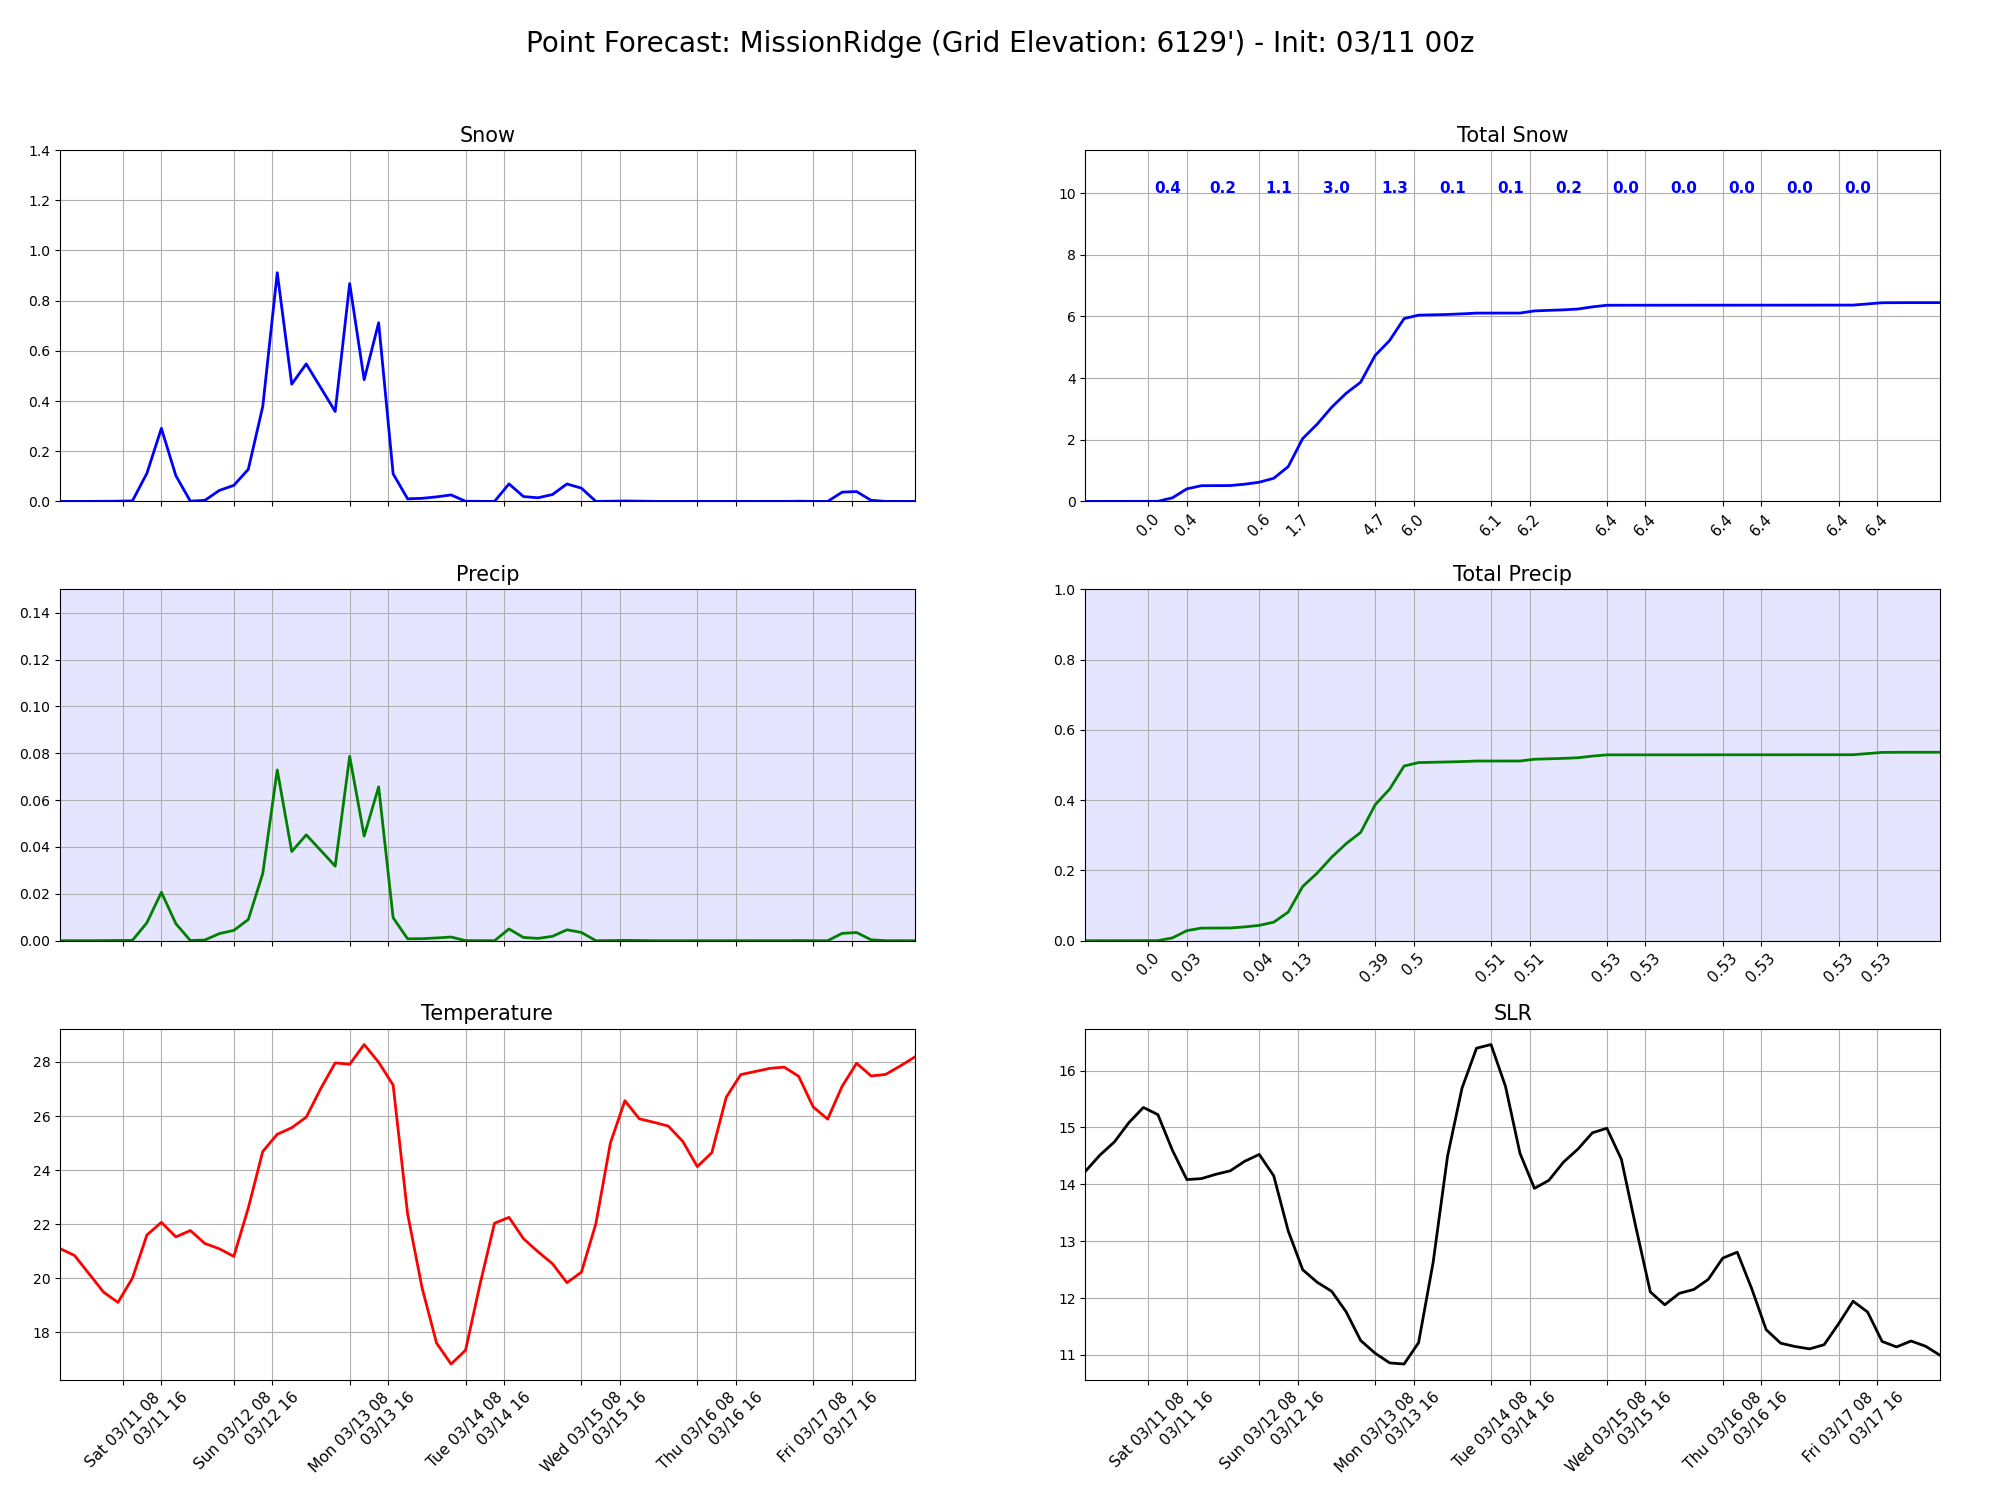 Point Forecast: MissionRidge (Grid Elevation: 6129') - Init: 03/11 00z
Snow
1.4
1.2
1.0
0.8
0.6
0.4
0.2
0.0
Total Snow
10
8
6
4
2
0
0.4 0.2 1.1 3.0 1.3 0.1 0.1 0.2 0.0 0.0 0.0 0.0 0.0
0.0 0.4 0.6 1.7 4.7 6.0 6.1 6.2 6.4 6.4 6.4 6.4 6.4 6.4
Precip
0.14
0.12
0.10
0.08
0.06
0.04
0.02
0.00
Total Precip
1.0
0.8
0.6
0.4
0.2
0.0
0.0 0.03 0.04 0.13 0.39 0.5 0.51 0.51 0.53 0.53 0.53 0.53 0.53 0.53
Temperature
28
26
24
22
20
18
Sat 03/11 08
03/11 16
Sun 03/12 08
03/12 16
Mon 03/13 08
03/13 16
Tue 03/14 08
03/14 16
Wed 03/15 08
03/15 16
Thu 03/16 08
03/16 16
Fri 03/17 08
03/17 16
SLR
16
15
14
13
12
11
Sat 03/11 08
03/11 16
Sun 03/12 08
03/12 16
Mon 03/13 08
03/13 16
Tue 03/14 08
03/14 16
Wed 03/15 08
03/15 16
Thu 03/16 08
03/16 16
Fri 03/17 08
03/17 16